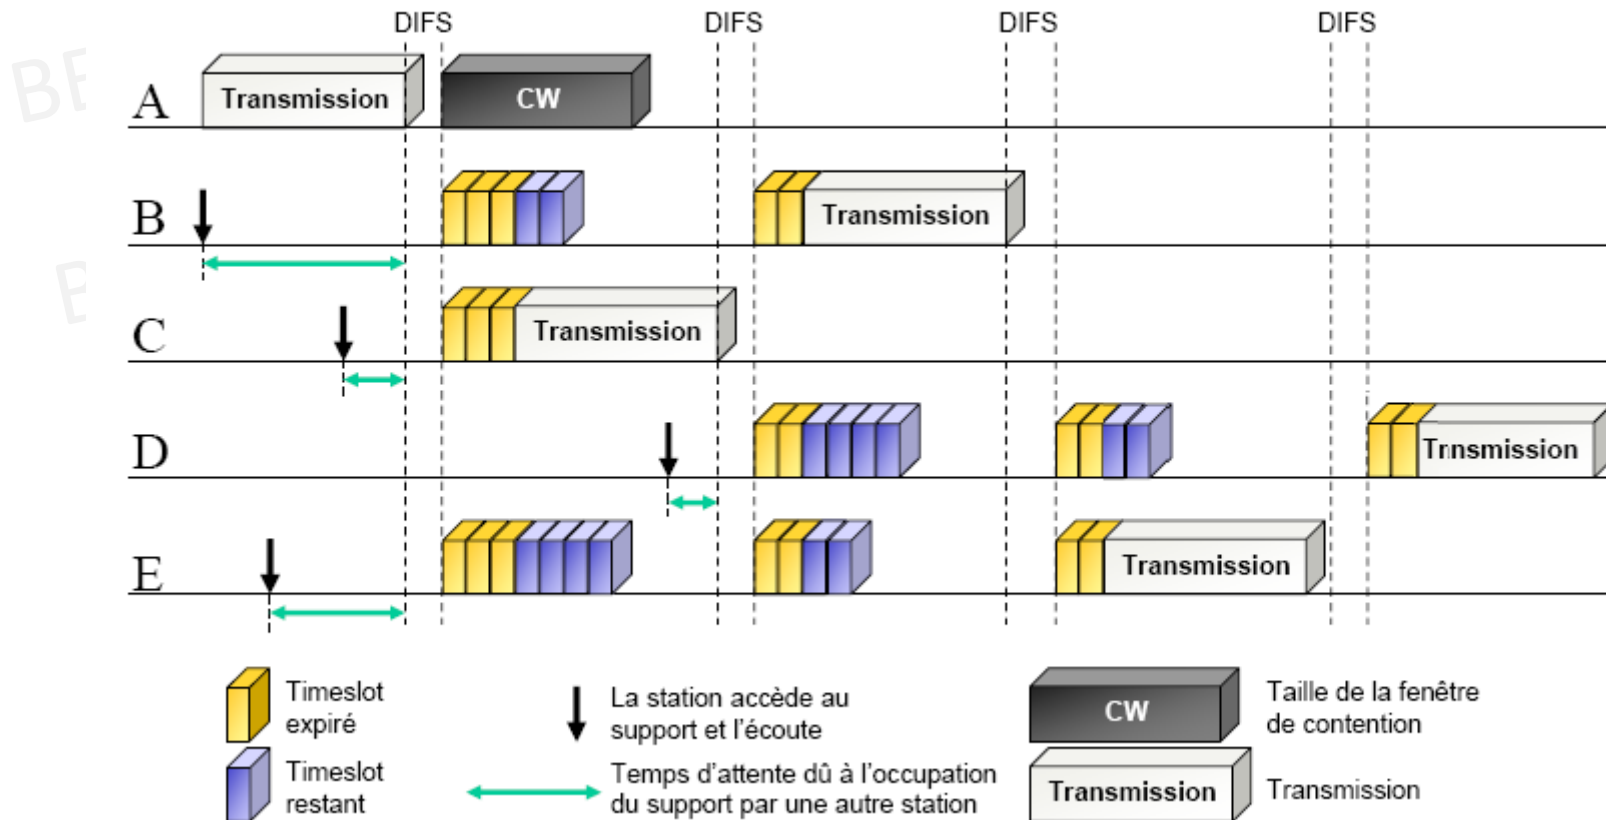 DIFS DIFS DIFS DIFS
A Transmission CW
B Transmission
C Transmission
D Trnsmission
E Transmission
Timeslot
expiré
La station accède au
support et l'écoute
CW
Taille de la fenêtre
de contention
Timeslot
restant
Temps d'attente dû à l'occupation
du support par une autre station
Transmission
Transmission